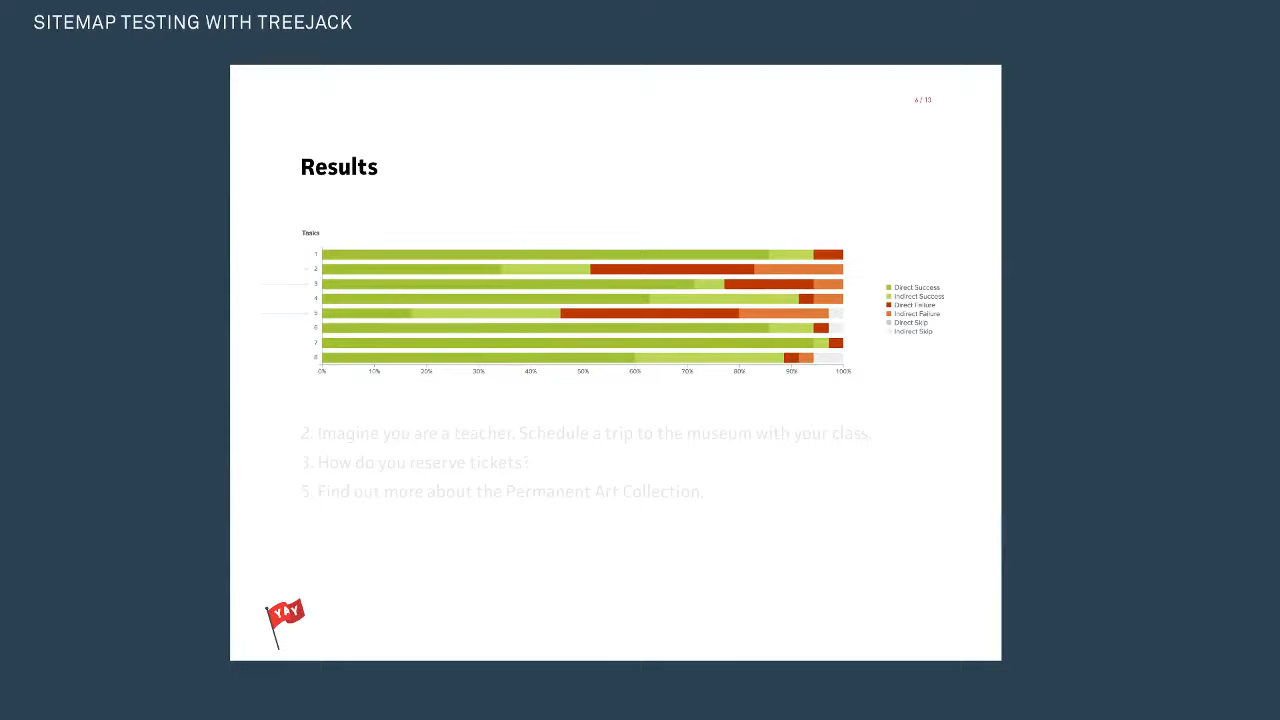 SITEMAP TESTING WITH TREEJACK
6 / 13
Results
Tasks
1
2
3
4
5
6
7
8
0% 10% 20% 30% 40% 50% 60% 70% 80% 90% 100%
Direct Success
Indirect Success
Direct Failure
Indirect Failure
Direct Skip
Indirect Skip
2. Imagine you are a teacher. Schedule a trip to the museum with your class.
3. How do you reserve tickets?
5. Find out more about the Permanent Art Collection.
YAY